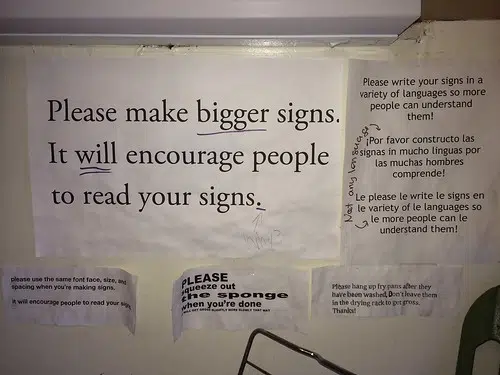 Please make bigger signs.
It will encourage people
to read your signs.
Please write your signs in a
variety of languages so more
people can understand
them!
¡Por favor constructo las
signas in mucho linguas por
las muchas hombres
comprende!
Le please le write le signs en
le variety of le languages so
le more people can le
understand them!
Not any language
please use the same font face, size, and
spacing when you're making signs.
it will encourage people to read your signs
PLEASE
squeeze out
the sponge
when you're done
Please hang up fry pans after they
have been washed. Don't leave them
in the drying rack to get gross.
Thanks!